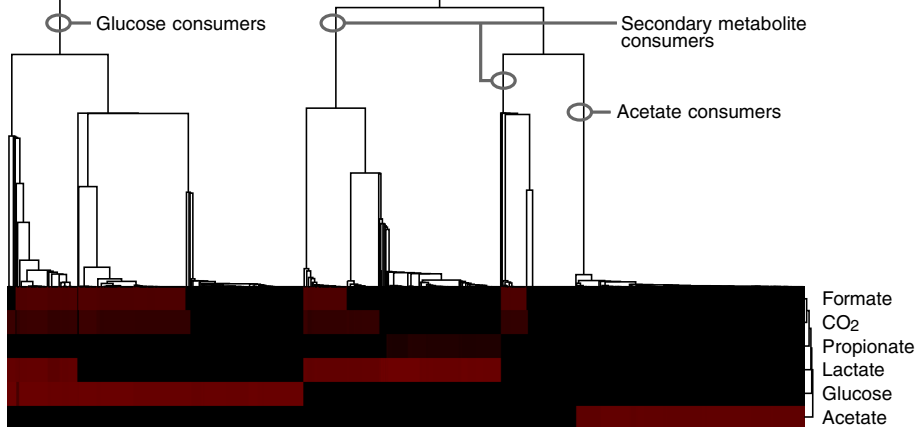 Glucose consumers
Secondary metabolite
consumers
Acetate consumers
Formate
CO2
Propionate
Lactate
Glucose
Acetate